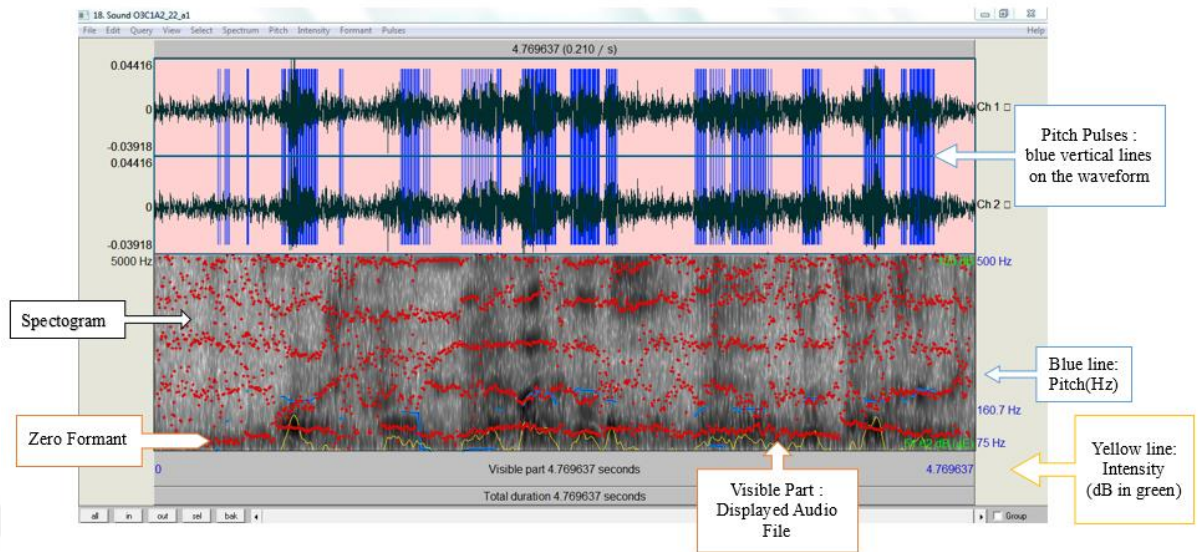 18. Sound O3C1A2_22_a1
File Edit Query View Select Spectrum Pitch Intensity Formant Pulses Help
4.769637 (0.210 / s)
0.04416
0
-0.03918
0.04416
0
-0.03918
5000 Hz
Ch 1
Ch 2
500 Hz
160.7 Hz
75 Hz
Pitch Pulses :
blue vertical lines
on the waveform
Spectogram
Blue line:
Pitch(Hz)
Zero Formant
Yellow line:
Intensity
(dB in green)
0 Visible part 4.769637 seconds 4.769637
Total duration 4.769637 seconds
Visible Part :
Displayed Audio
File
all in out sel bak Group